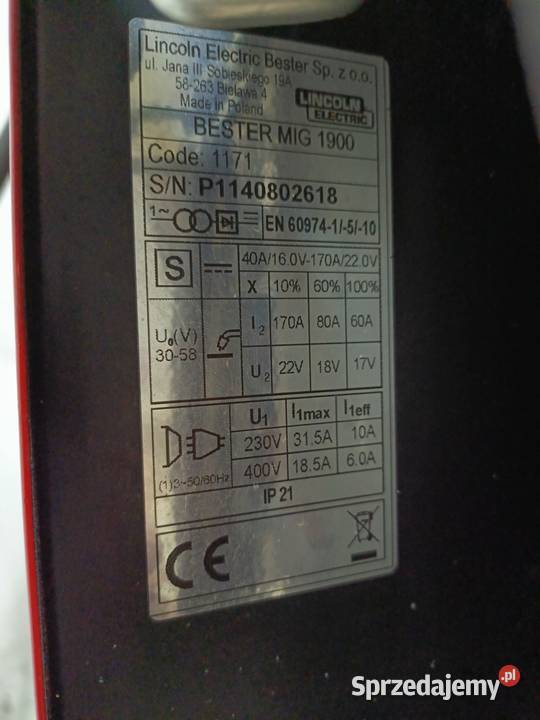 Lincoln Electric Bester Sp. z o.o.
ul. Jana III Sobieskiego 19A
58-263 Bielawa 4
Made in Poland
LINCOLN
ELECTRIC
BESTER MIG 1900
Code: 1171
S/N: P1140802618
1~ EN 60974-1/-5/-10
S 40A/16.0V-170A/22.0V
X 10% 60% 100%
U₀(V) 30-58
I₂ 170A 80A 60A
U₂ 22V 18V 17V
U₁ I₁max I₁eff
230V 31.5A 10A
400V 18.5A 6.0A
(1)3~50/60Hz
IP 21
CE
Sprzedajemy.pl